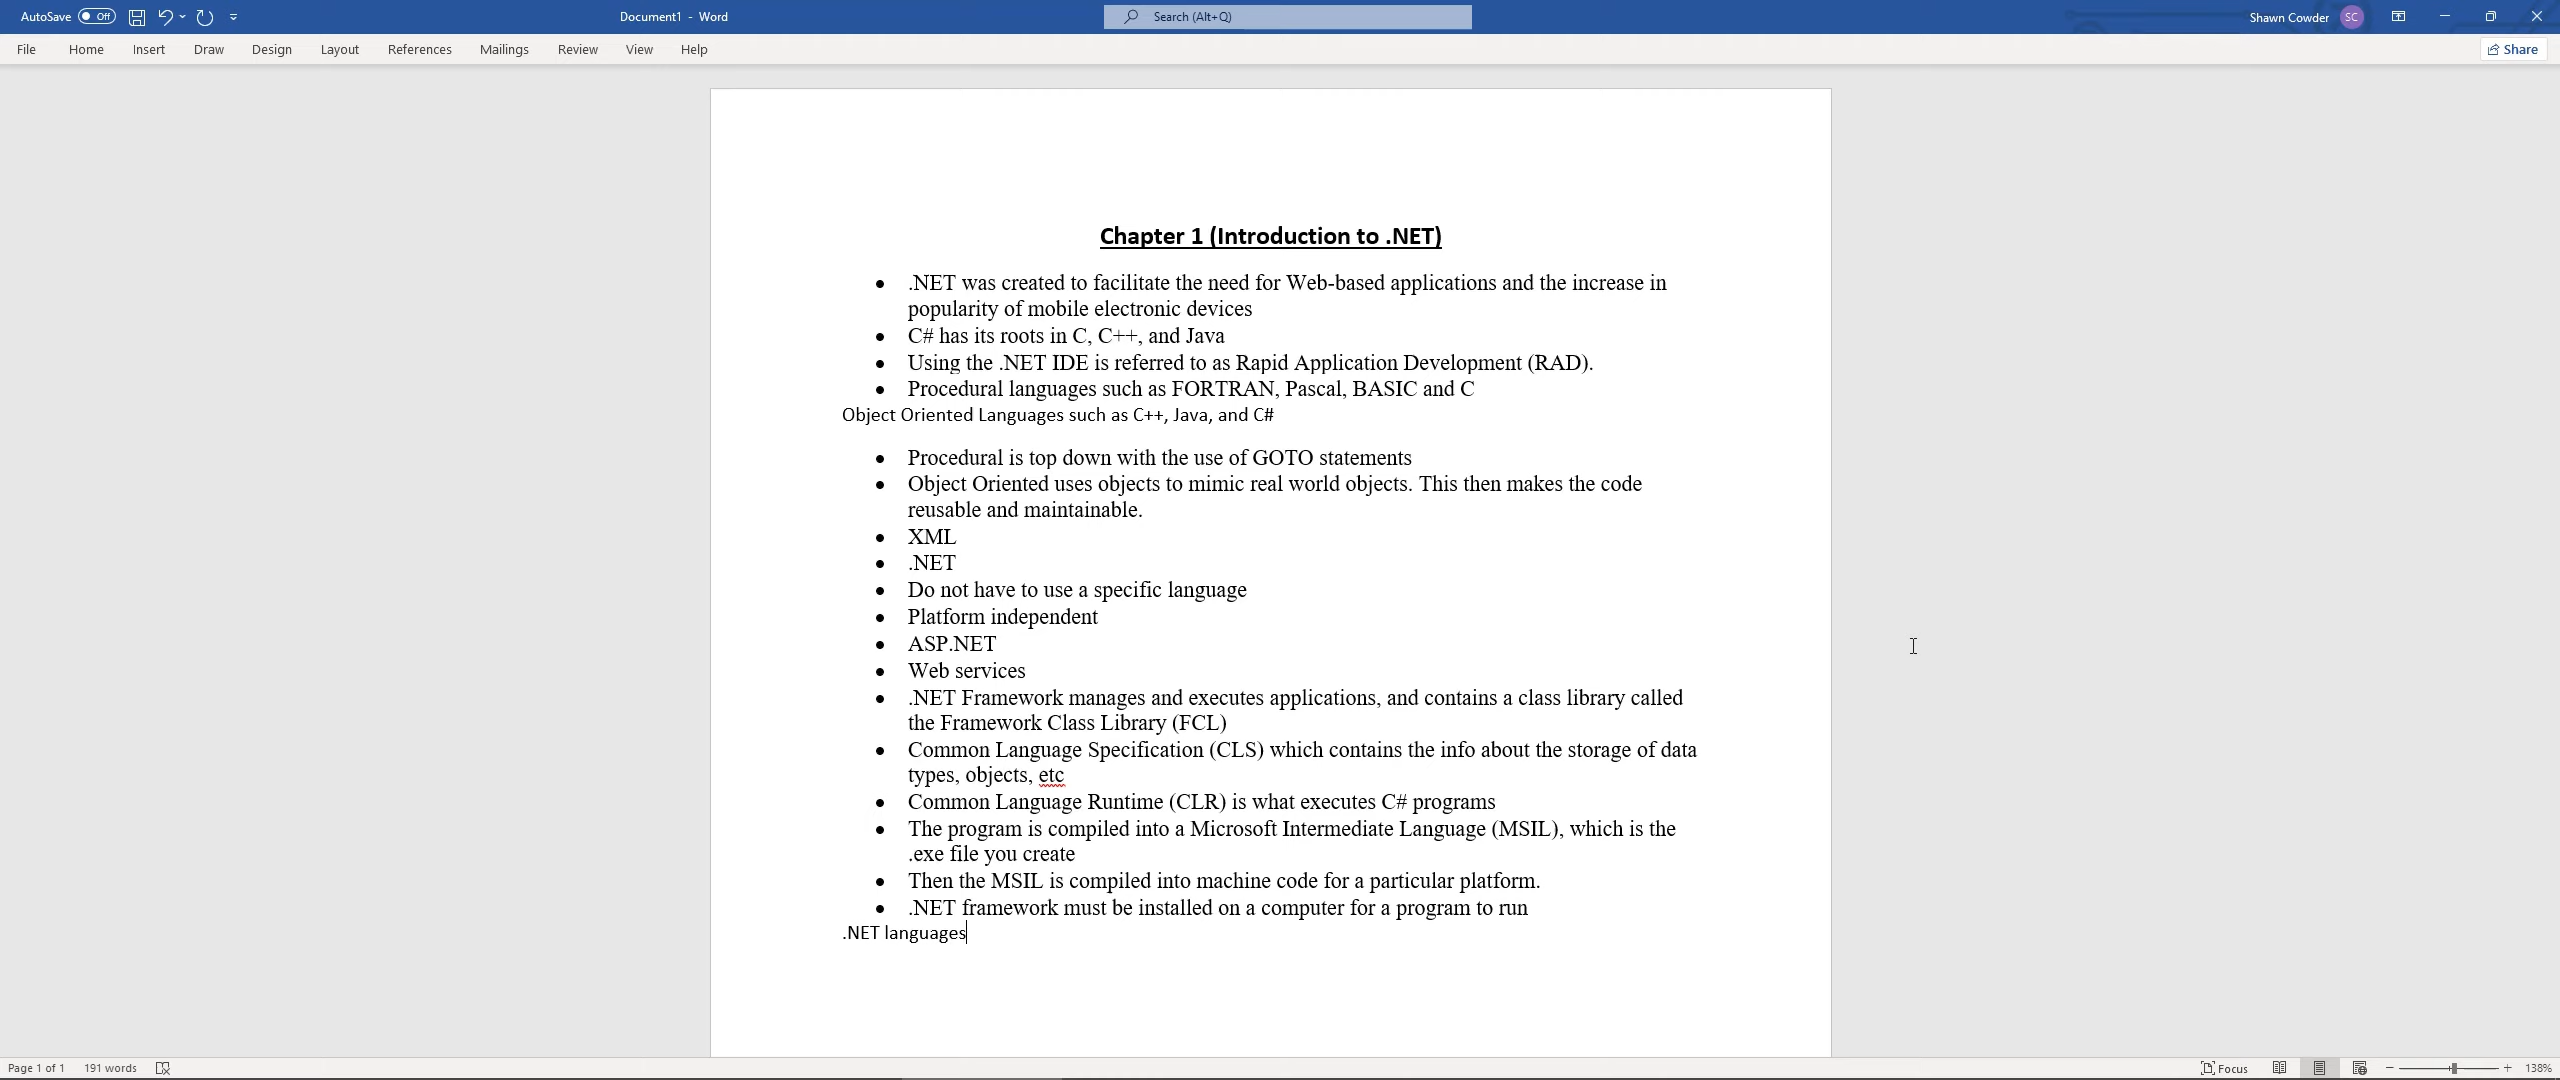 AutoSave Off Document1 - Word Search (Alt+Q) Shawn Cowder SC
File Home Insert Draw Design Layout References Mailings Review View Help Share
Chapter 1 (Introduction to .NET)
• .NET was created to facilitate the need for Web-based applications and the increase in
popularity of mobile electronic devices
• C# has its roots in C, C++, and Java
• Using the .NET IDE is referred to as Rapid Application Development (RAD).
• Procedural languages such as FORTRAN, Pascal, BASIC and C
Object Oriented Languages such as C++, Java, and C#
• Procedural is top down with the use of GOTO statements
• Object Oriented uses objects to mimic real world objects. This then makes the code
reusable and maintainable.
• XML
• .NET
• Do not have to use a specific language
• Platform independent
• ASP.NET
• Web services
• .NET Framework manages and executes applications, and contains a class library called
the Framework Class Library (FCL)
• Common Language Specification (CLS) which contains the info about the storage of data
types, objects, etc
• Common Language Runtime (CLR) is what executes C# programs
• The program is compiled into a Microsoft Intermediate Language (MSIL), which is the
.exe file you create
• Then the MSIL is compiled into machine code for a particular platform.
• .NET framework must be installed on a computer for a program to run
.NET languages
Page 1 of 1 191 words Focus 138%